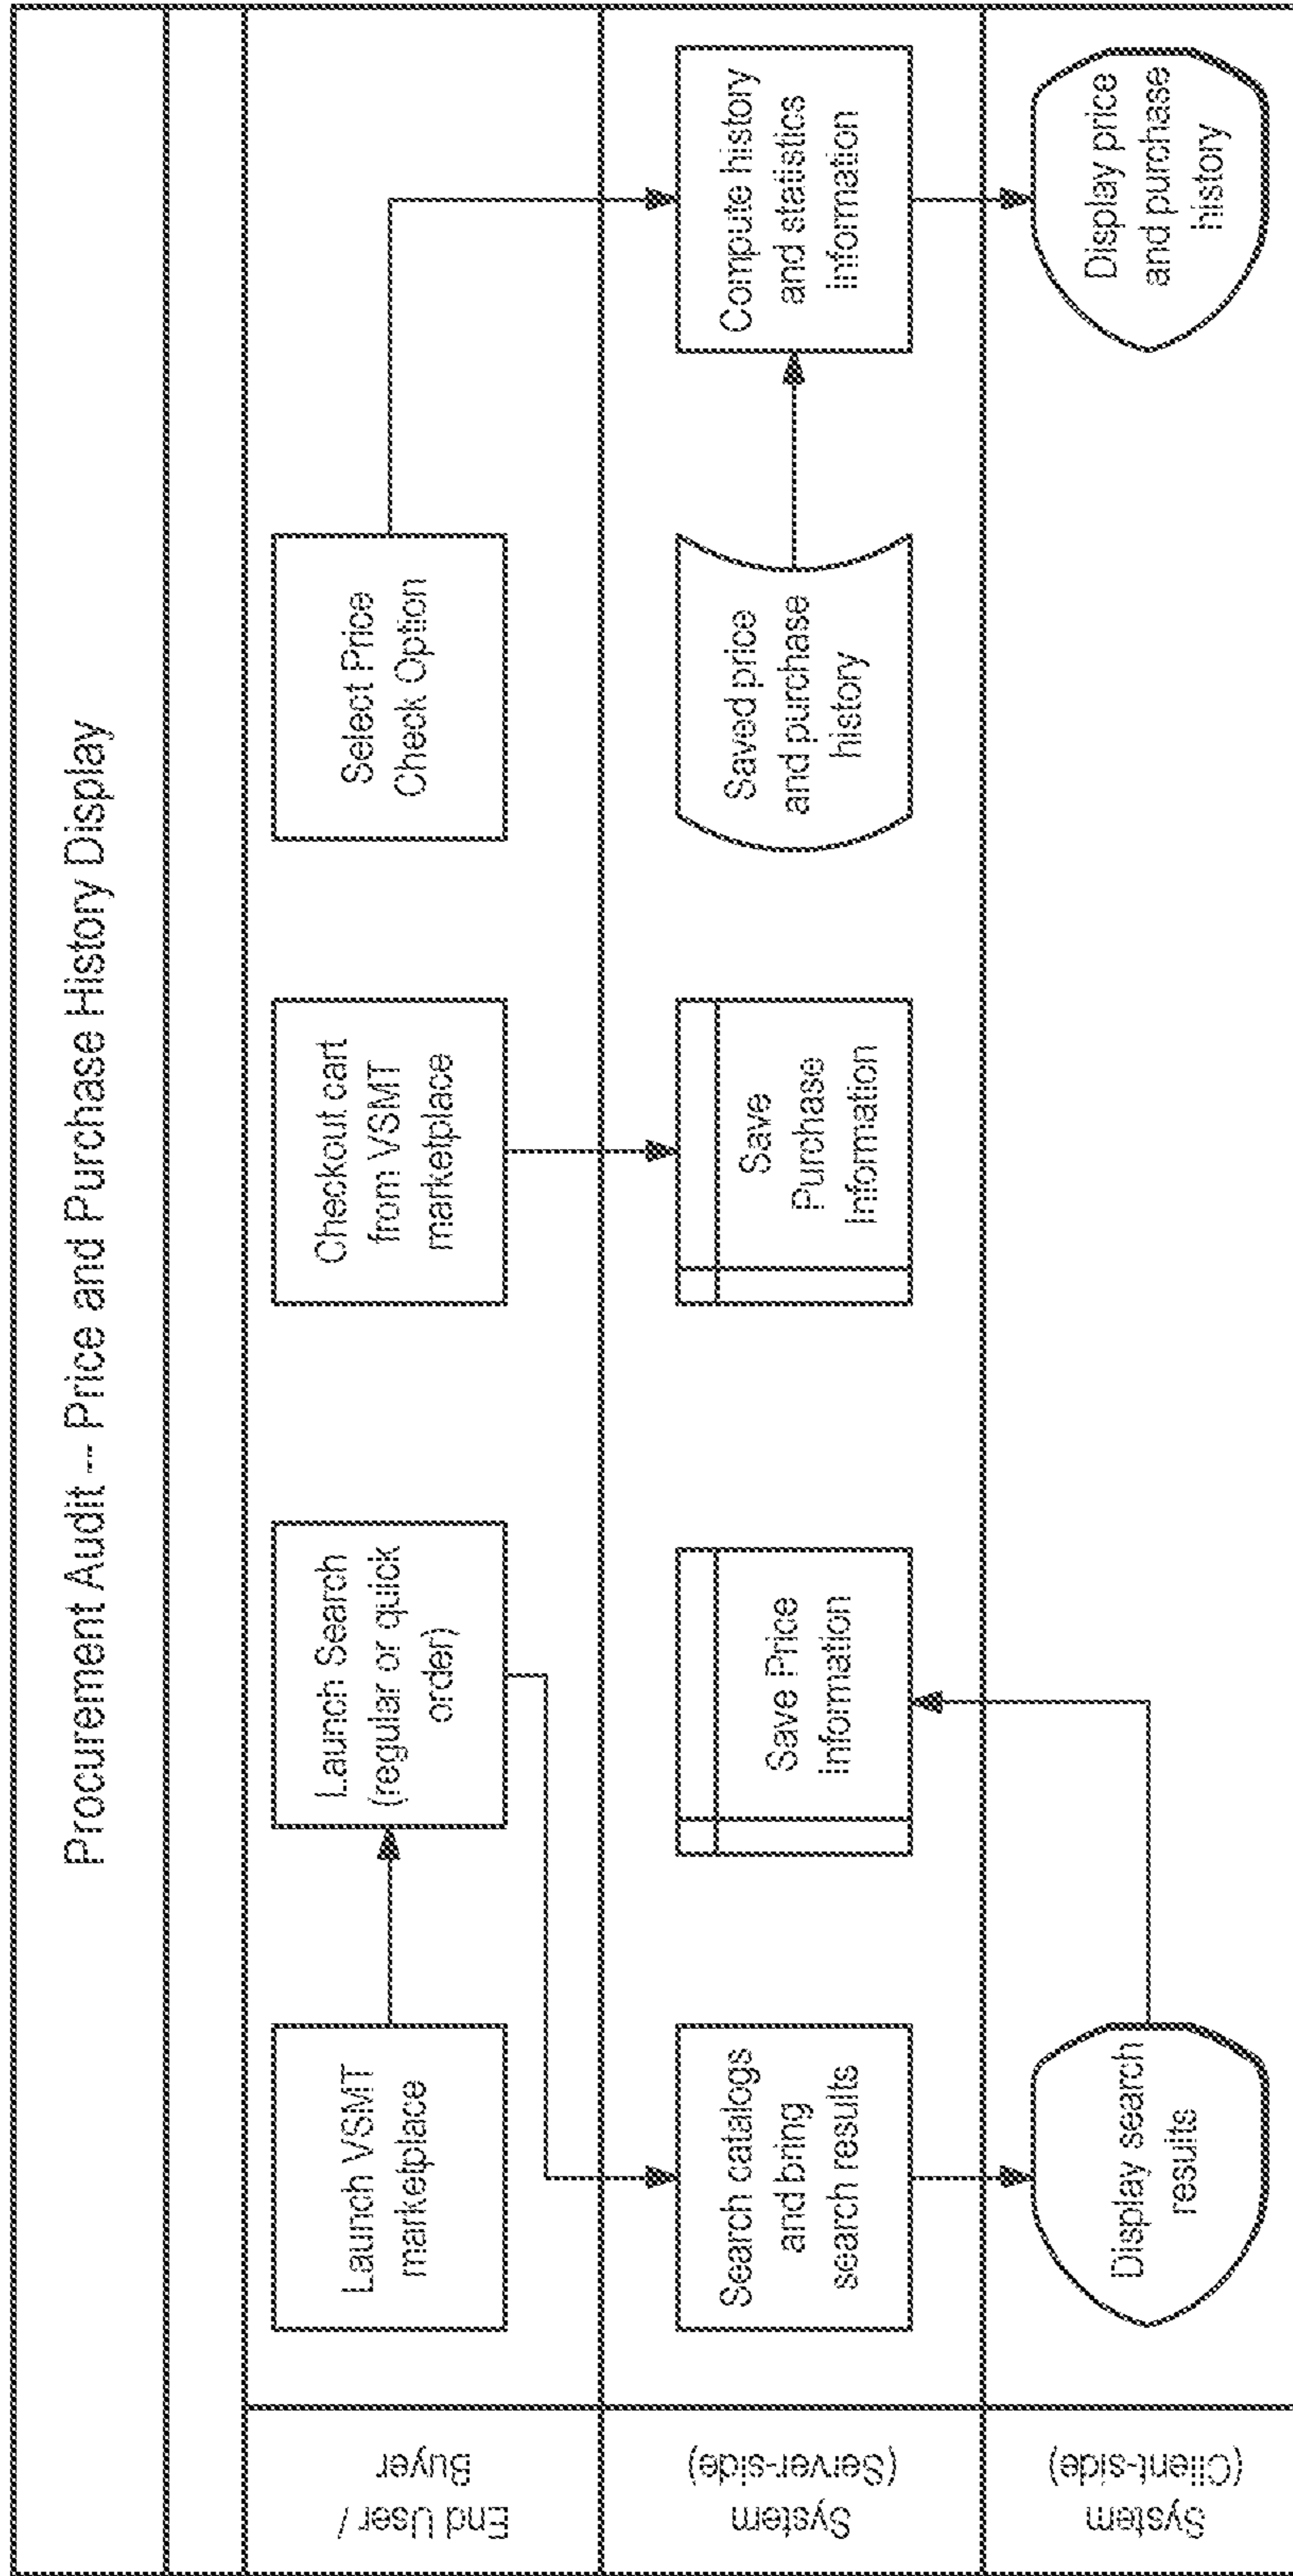 Procurement Audit -- Price and Purchase History Display
End User /
Buyer
Launch VSMT
marketplace
Launch Search
(regular or quick
order)
Checkout cart
from VSMT
marketplace
Select Price
Check Option
System
(Server-side)
Search catalogs
and bring
search results
Save Price
information
Save
Purchase
Information
Saved price
and purchase
history
Compute history
and statistics
information
System
(Client-side)
Display search
results
Display price
and purchase
history